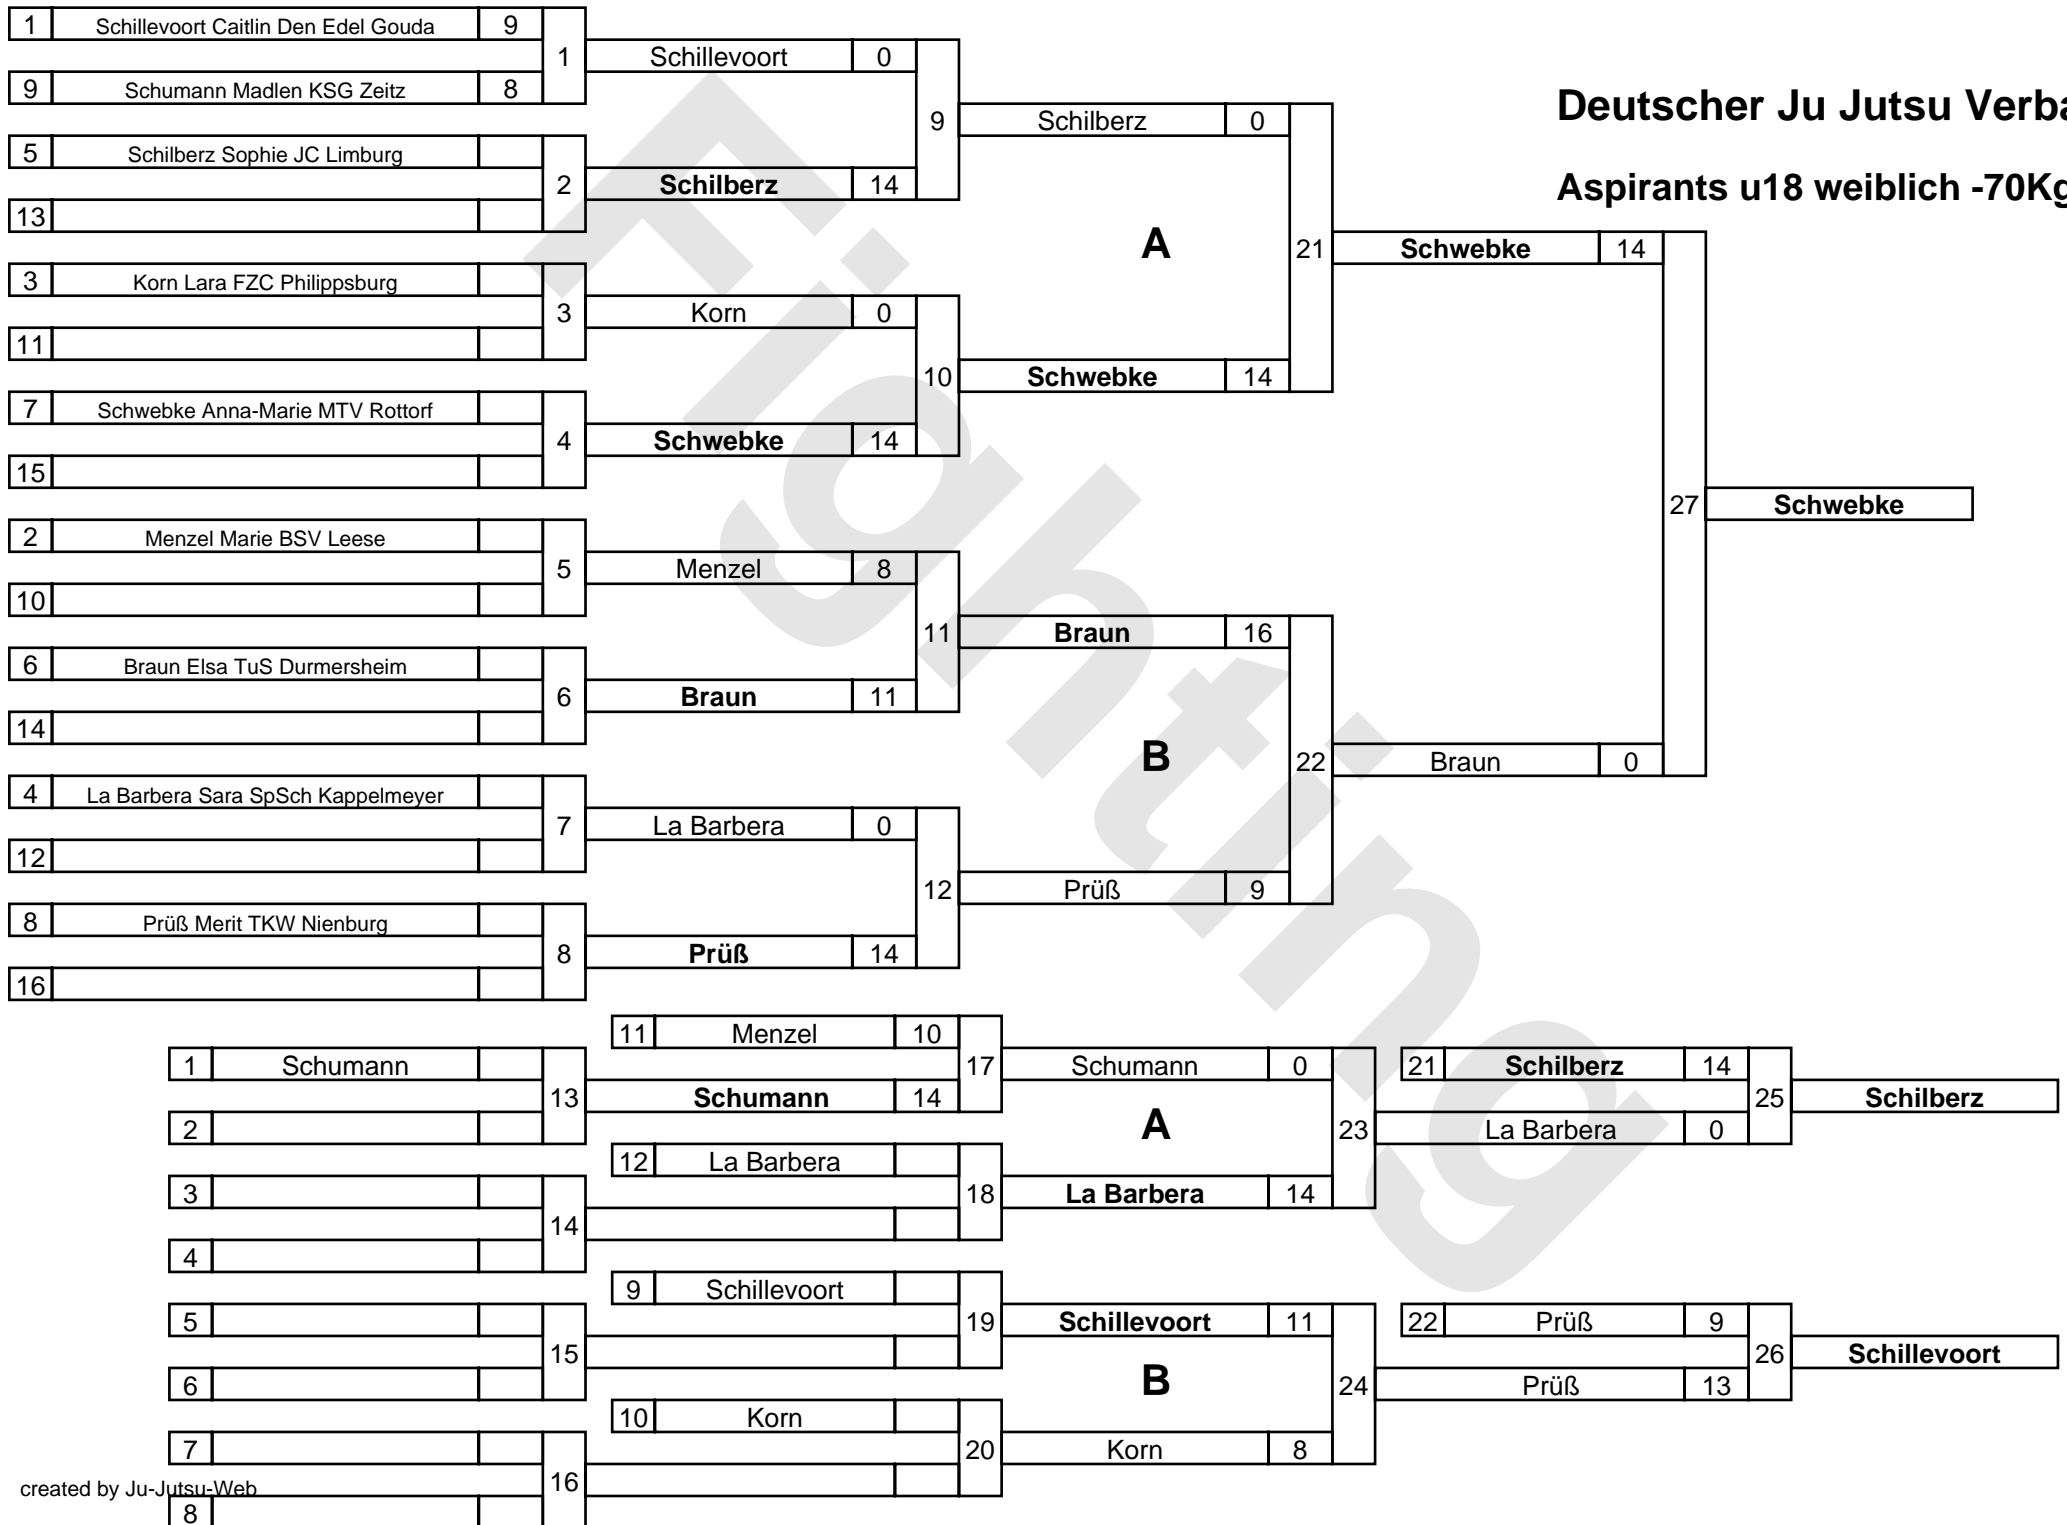 1 Schillevoort Caitlin Den Edel Gouda 9
1 Schillevoort 0
9 Schumann Madlen KSG Zeitz 8
Deutscher Ju Jutsu Verba
9 Schilberz 0
5 Schilberz Sophie JC Limburg
2 Schilberz 14
Aspirants u18 weiblich -70Kg
13
A 21 Schwebke 14
3 Korn Lara FZC Philippsburg
3 Korn 0
11
10 Schwebke 14
7 Schwebke Anna-Marie MTV Rottorf
4 Schwebke 14
15
27 Schwebke
2 Menzel Marie BSV Leese
5 Menzel 8
10
11 Braun 16
6 Braun Elsa TuS Durmersheim
6 Braun 11
14
B 22 Braun 0
4 La Barbera Sara SpSch Kappelmeyer
7 La Barbera 0
12
12 Prüß 9
8 Prüß Merit TKW Nienburg
8 Prüß 14
16
11 Menzel 10
1 Schumann 17 Schumann 0 21 Schilberz 14
13 Schumann 14 25 Schilberz
2 A 23 La Barbera 0
12 La Barbera
3 18 La Barbera 14
14
4
9 Schillevoort
5 19 Schillevoort 11 22 Prüß 9
15 26 Schillevoort
6 B 24 Prüß 13
10 Korn
7 20 Korn 8
16
created by Ju-Jutsu-Web
8
Fighting